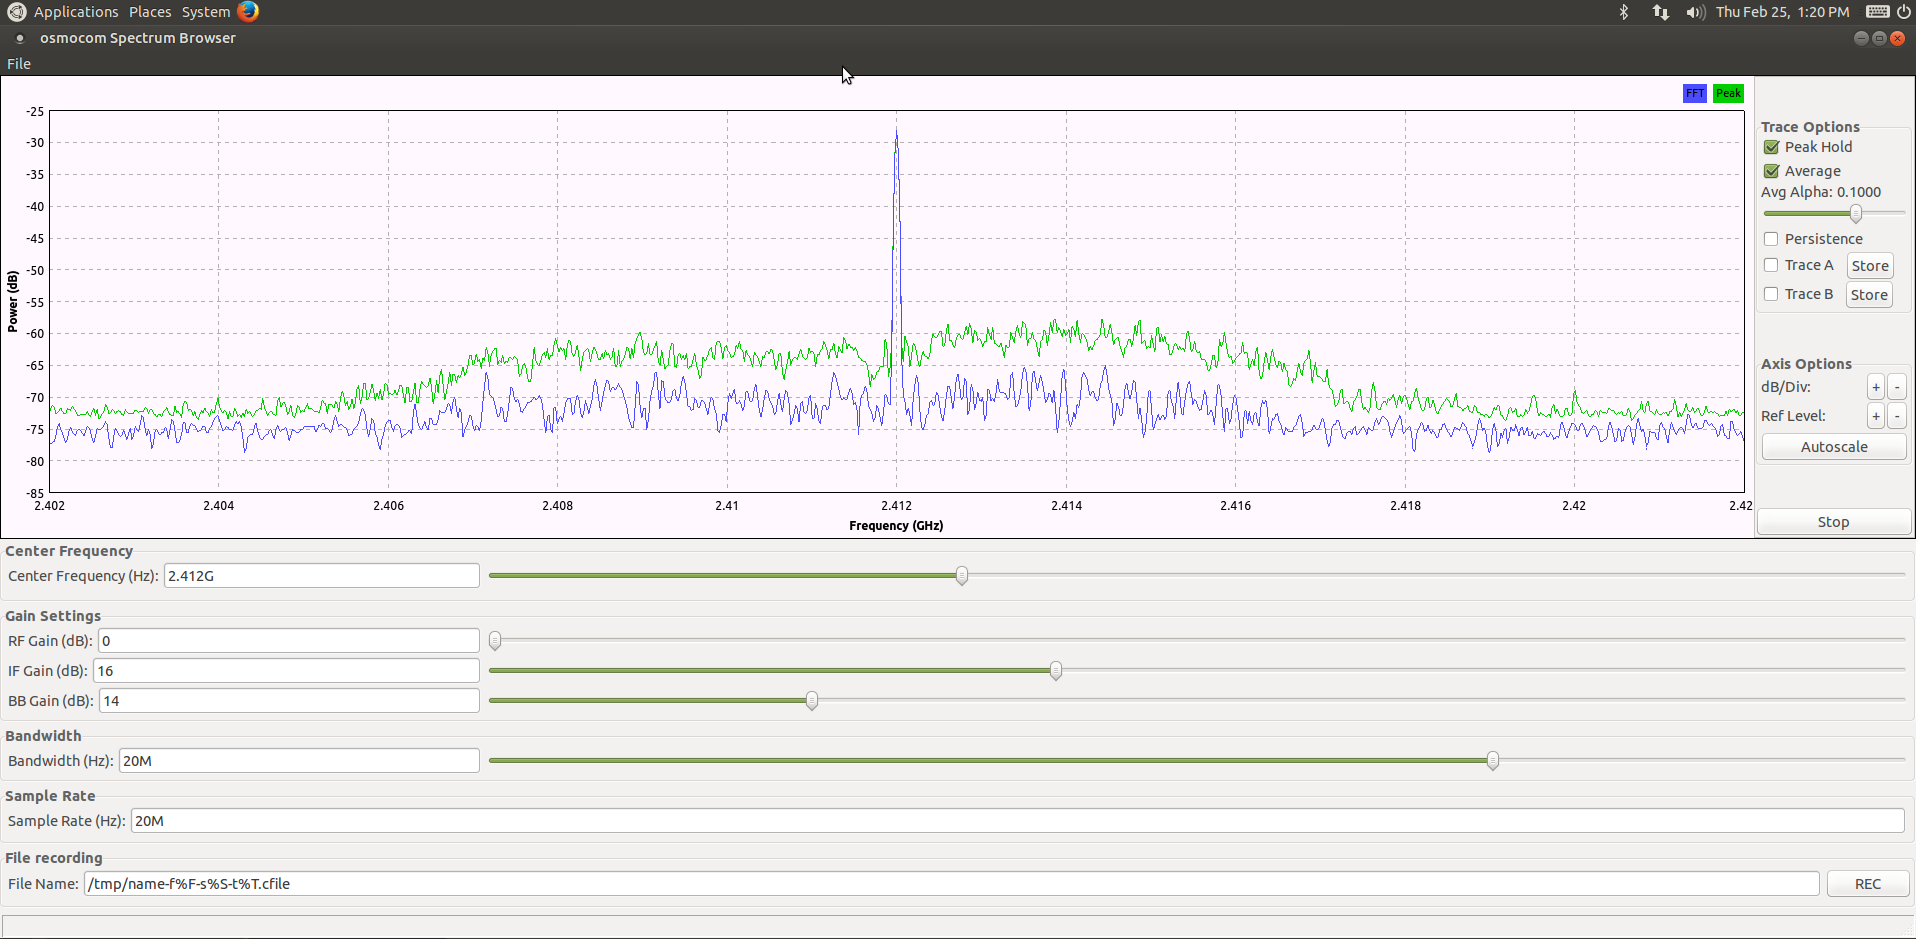 Applications Places System Thu Feb 25, 1:20 PM
osmocom Spectrum Browser
File
FFT Peak
-25
-30
-35
-40
-45
-50
-55
-60
-65
-70
-75
-80
-85
Power (dB)
2.402 2.404 2.406 2.408 2.41 2.412 2.414 2.416 2.418 2.42 2.42
Frequency (GHz)
Trace Options
Peak Hold
Average
Avg Alpha: 0.1000
Persistence
Trace A Store
Trace B Store
Axis Options
dB/Div: + -
Ref Level: + -
Autoscale
Stop
Center Frequency
Center Frequency (Hz): 2.412G
Gain Settings
RF Gain (dB): 0
IF Gain (dB): 16
BB Gain (dB): 14
Bandwidth
Bandwidth (Hz): 20M
Sample Rate
Sample Rate (Hz): 20M
File recording
File Name: /tmp/name-f%F-s%S-t%T.cfile REC